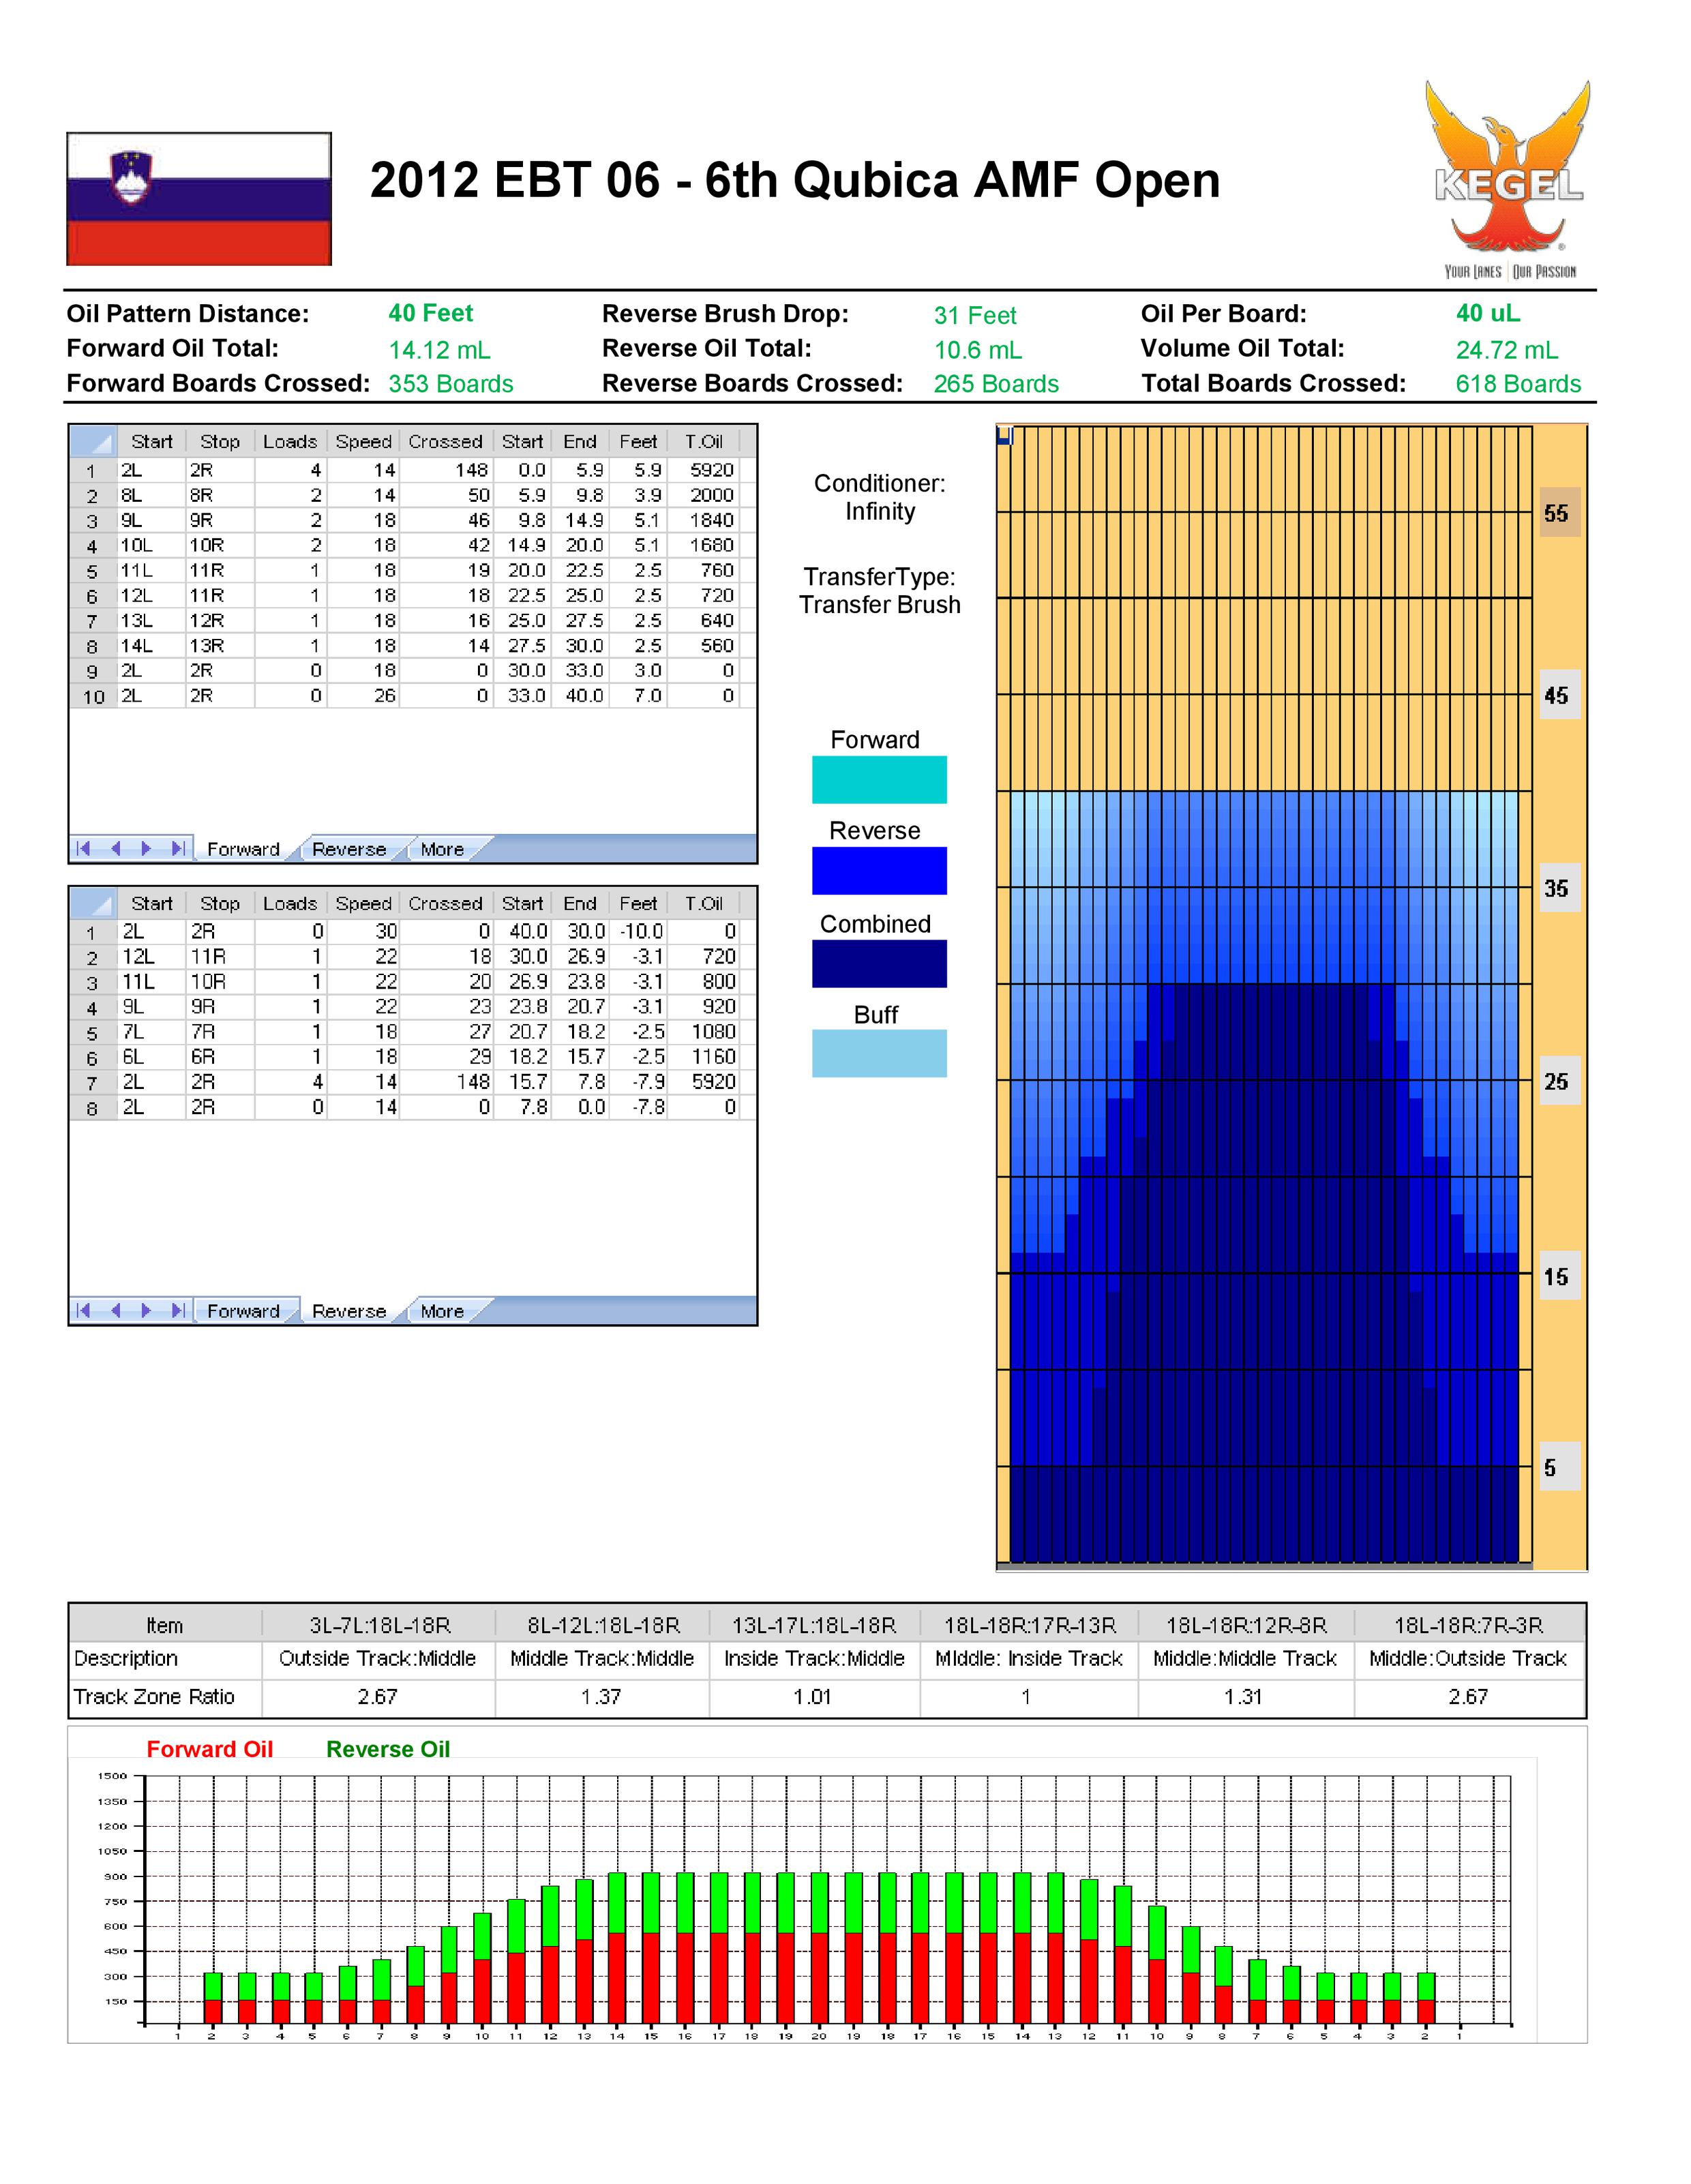 2012 EBT 06 - 6th Qubica AMF Open
KEGEL
®
YOUR LANES | OUR PASSION
Oil Pattern Distance: 40 Feet Reverse Brush Drop: 31 Feet Oil Per Board: 40 uL
Forward Oil Total: 14.12 mL Reverse Oil Total: 10.6 mL Volume Oil Total: 24.72 mL
Forward Boards Crossed: 353 Boards Reverse Boards Crossed: 265 Boards Total Boards Crossed: 618 Boards
Start Stop Loads Speed Crossed Start End Feet T.Oil
1 2L 2R 4 14 148 0.0 5.9 5.9 5920
2 8L 8R 2 14 50 5.9 9.8 3.9 2000
3 9L 9R 2 18 46 9.8 14.9 5.1 1840
4 10L 10R 2 18 42 14.9 20.0 5.1 1680
5 11L 11R 1 18 19 20.0 22.5 2.5 760
6 12L 11R 1 18 18 22.5 25.0 2.5 720
7 13L 12R 1 18 16 25.0 27.5 2.5 640
8 14L 13R 1 18 14 27.5 30.0 2.5 560
9 2L 2R 0 18 0 30.0 33.0 3.0 0
10 2L 2R 0 26 0 33.0 40.0 7.0 0
Forward Reverse More
Start Stop Loads Speed Crossed Start End Feet T.Oil
1 2L 2R 0 30 0 40.0 30.0 -10.0 0
2 12L 11R 1 22 18 30.0 26.9 -3.1 720
3 11L 10R 1 22 20 26.9 23.8 -3.1 800
4 9L 9R 1 22 23 23.8 20.7 -3.1 920
5 7L 7R 1 18 27 20.7 18.2 -2.5 1080
6 6L 6R 1 18 29 18.2 15.7 -2.5 1160
7 2L 2R 4 14 148 15.7 7.8 -7.9 5920
8 2L 2R 0 14 0 7.8 0.0 -7.8 0
Forward Reverse More
Conditioner:
Infinity
TransferType:
Transfer Brush
Forward
Reverse
Combined
Buff
55
45
35
25
15
5
Item 3L-7L:18L-18R 8L-12L:18L-18R 13L-17L:18L-18R 18L-18R:17R-13R 18L-18R:12R-8R 18L-18R:7R-3R
Description Outside Track:Middle Middle Track:Middle Inside Track:Middle MIddle: Inside Track Middle:Middle Track Middle:Outside Track
Track Zone Ratio 2.67 1.37 1.01 1 1.31 2.67
Forward Oil Reverse Oil
1500
1350
1200
1050
900
750
600
450
300
150
1 2 3 4 5 6 7 8 9 10 11 12 13 14 15 16 17 18 19 20 19 18 17 16 15 14 13 12 11 10 9 8 7 6 5 4 3 2 1